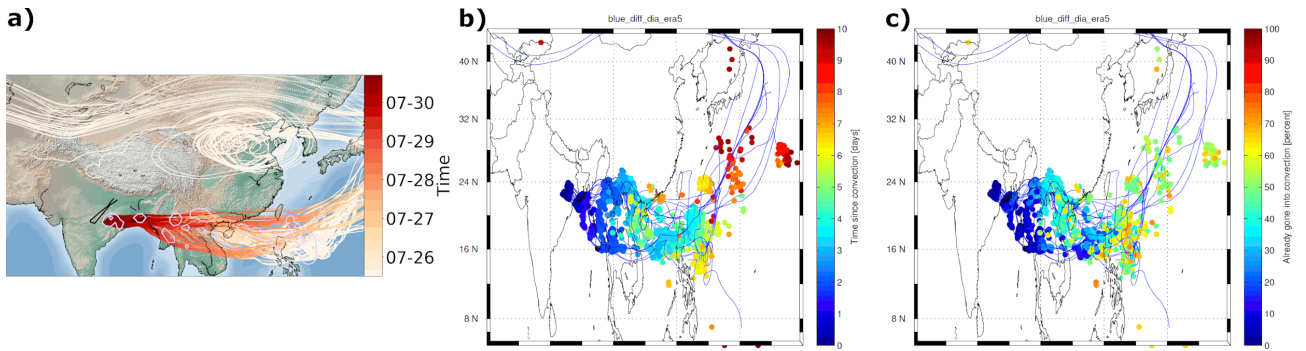 a)
07-30
07-29
07-28
07-27
07-26
Time
b)
blue_diff_dia_era5
40 N
32 N
24 N
16 N
8 N
10
9
8
7
6
5
4
3
2
1
0
Time since convection [days]
c)
blue_diff_dia_era5
40 N
32 N
24 N
16 N
8 N
100
90
80
70
60
50
40
30
20
10
0
Already gone into convection [percent]